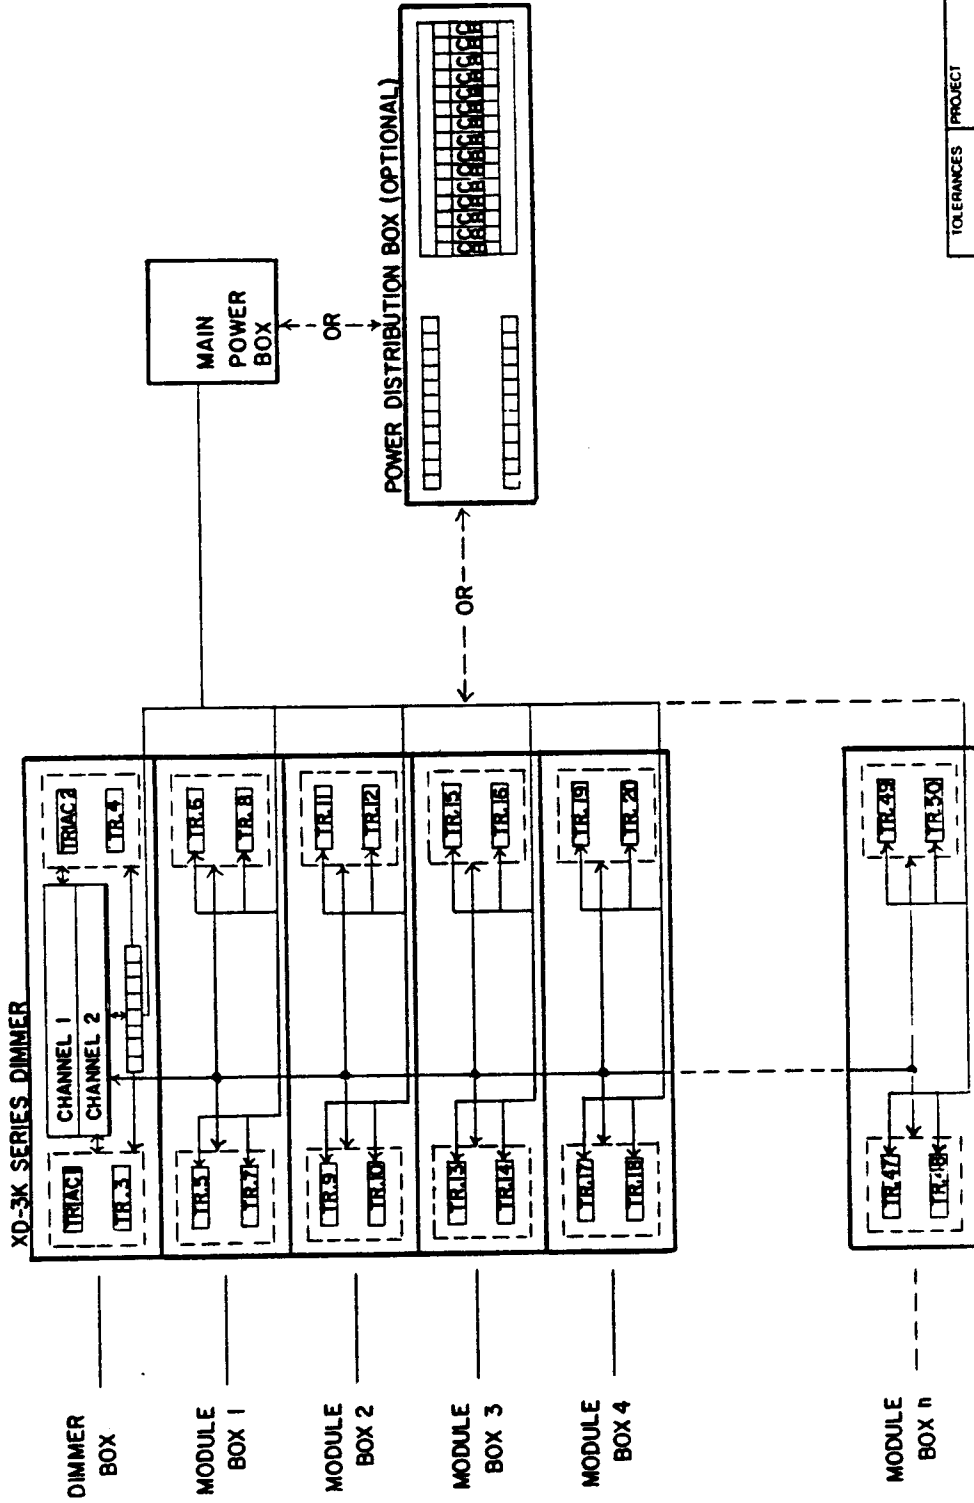 XD-3K SERIES DIMMER
DIMMER
BOX
TRIAC1
TR.3
CHANNEL 1
CHANNEL 2
TRIAC2
TR.4
MODULE
BOX 1
TR.5
TR.7
TR.6
TR.8
MODULE
BOX 2
TR.9
TR.10
TR.11
TR.12
MODULE
BOX 3
TR.13
TR.14
TR.15
TR.16
MODULE
BOX 4
TR.17
TR.18
TR.19
TR.20
MODULE
BOX n
TR.47
TR.48
TR.49
TR.50
MAIN
POWER
BOX
OR
OR
POWER DISTRIBUTION BOX (OPTIONAL)
TOLERANCES
PROJECT